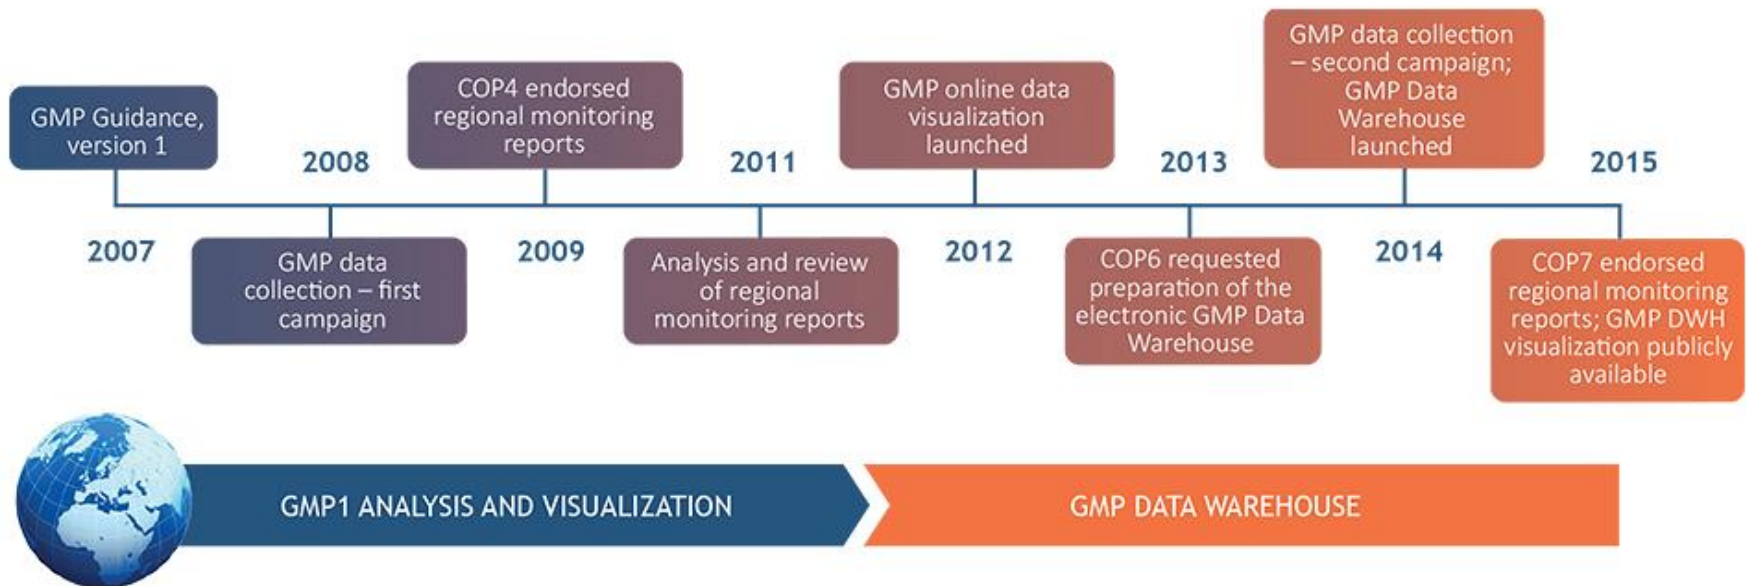 GMP Guidance,
version 1
2007
2008
GMP data
collection – first
campaign
COP4 endorsed
regional monitoring
reports
2009
2011
Analysis and review
of regional
monitoring reports
GMP online data
visualization
launched
2012
2013
COP6 requested
preparation of the
electronic GMP Data
Warehouse
GMP data collection
– second campaign;
GMP Data
Warehouse
launched
2014
2015
COP7 endorsed
regional monitoring
reports; GMP DWH
visualization publicly
available
GMP1 ANALYSIS AND VISUALIZATION
GMP DATA WAREHOUSE